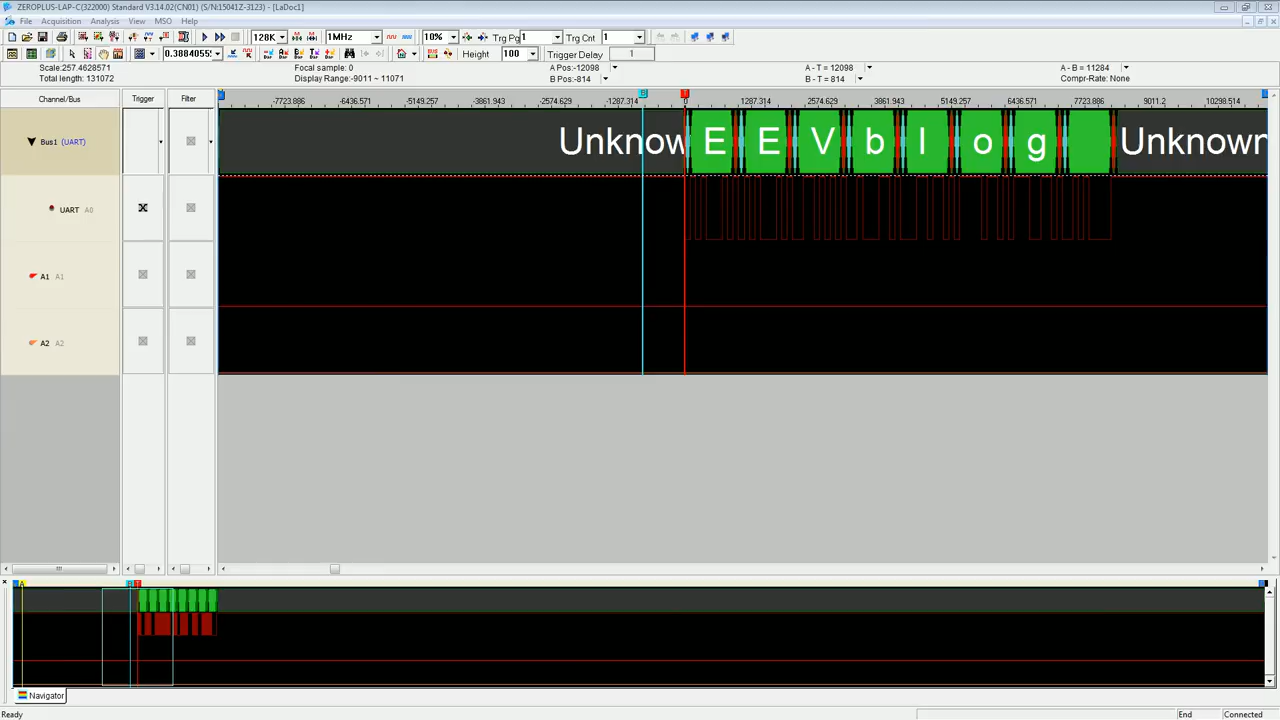 ZEROPLUS-LAP-C(322000) Standard V3.14.02(CN01) (S/N:15041Z-3123) - [LaDoc1]
File Acquisition Analysis View MSO Help
128K 1MHz 10% Trg Pg 1 Trg Cnt 1
Height 100 Trigger Delay 1
Scale:257.4628571 Focal sample: 0 A Pos:-12098 A - T = 12098 A - B = 11284
Total length: 131072 Display Range:-9011 ~ 11071 B Pos:-814 B - T = 814 Compr-Rate: None
Channel/Bus Trigger Filter -7723.886 -6436.571 -5149.257 -3861.943 -2574.629 -1287.314 0 1287.314 2574.629 3861.943 5149.257 6436.571 7723.886 9011.2 10298.514
Bus1 (UART) Unknow E E V b l o g Unknown
UART A0
A1 A1
A2 A2
A B T
Navigator
Ready End Connected